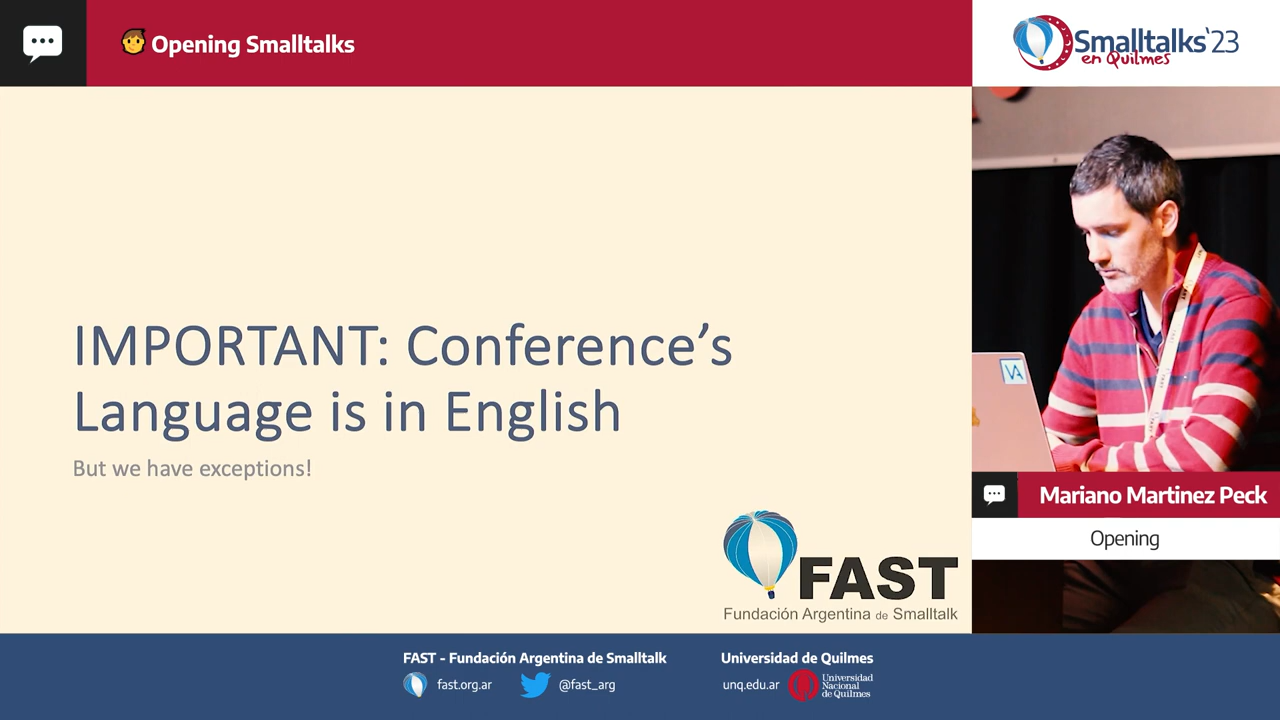 Opening Smalltalks
Smalltalks'23
en Quilmes
IMPORTANT: Conference’s
Language is in English
But we have exceptions!
FAST
Fundación Argentina de Smalltalk
VA
Mariano Martinez Peck
Opening
FAST - Fundación Argentina de Smalltalk
fast.org.ar
@fast_arg
Universidad de Quilmes
unq.edu.ar
Universidad
Nacional
de Quilmes